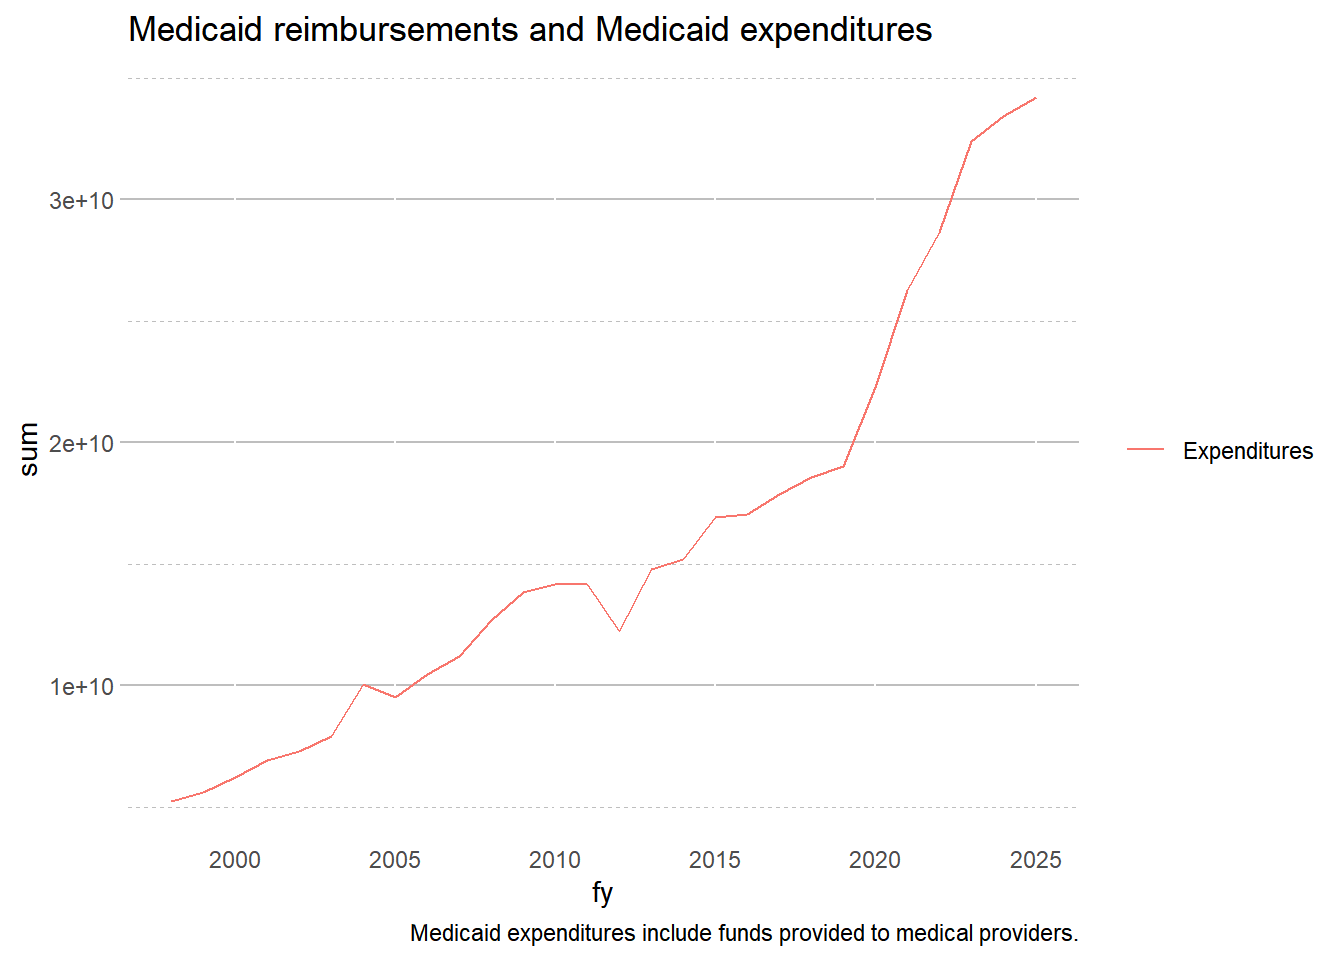 Medicaid reimbursements and Medicaid expenditures
3e+10
2e+10
1e+10
sum
2000 2005 2010 2015 2020 2025
fy
Expenditures
Medicaid expenditures include funds provided to medical providers.